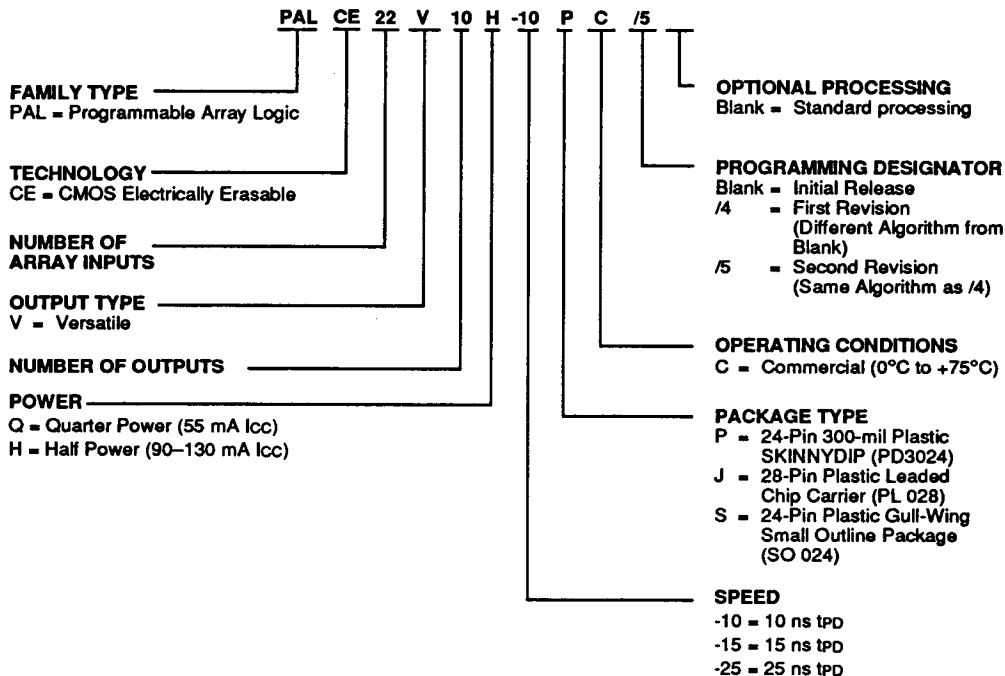 PAL CE 22 V 10 H -10 P C /5
FAMILY TYPE
PAL = Programmable Array Logic
TECHNOLOGY
CE = CMOS Electrically Erasable
NUMBER OF
ARRAY INPUTS
OUTPUT TYPE
V = Versatile
NUMBER OF OUTPUTS
POWER
Q = Quarter Power (55 mA Icc)
H = Half Power (90–130 mA Icc)
OPTIONAL PROCESSING
Blank = Standard processing
PROGRAMMING DESIGNATOR
Blank = Initial Release
/4 = First Revision
(Different Algorithm from
Blank)
/5 = Second Revision
(Same Algorithm as /4)
OPERATING CONDITIONS
C = Commercial (0°C to +75°C)
PACKAGE TYPE
P = 24-Pin 300-mil Plastic
SKINNYDIP (PD3024)
J = 28-Pin Plastic Leaded
Chip Carrier (PL 028)
S = 24-Pin Plastic Gull-Wing
Small Outline Package
(SO 024)
SPEED
-10 = 10 ns tPD
-15 = 15 ns tPD
-25 = 25 ns tPD